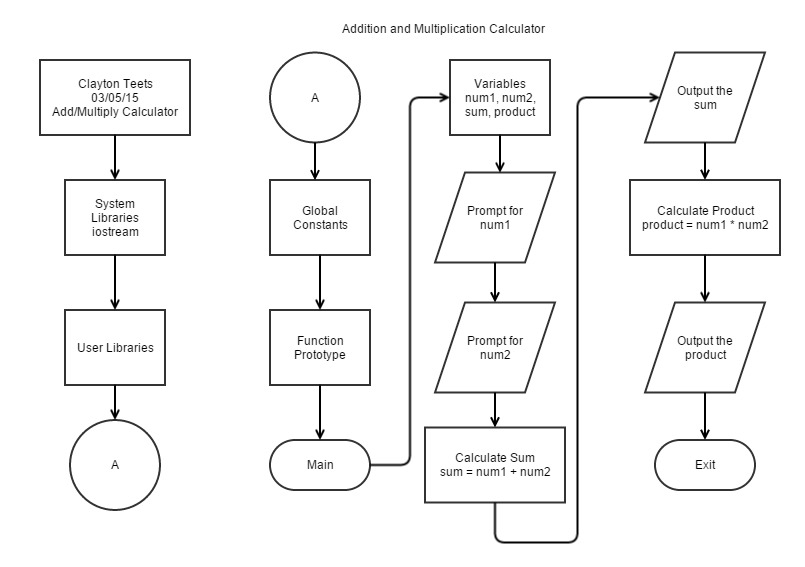 Addition and Multiplication Calculator
Clayton Teets
03/05/15
Add/Multiply Calculator
System
Libraries
iostream
User Libraries
A
A
Global
Constants
Function
Prototype
Main
Variables
num1, num2,
sum, product
Prompt for
num1
Prompt for
num2
Calculate Sum
sum = num1 + num2
Output the
sum
Calculate Product
product = num1 * num2
Output the
product
Exit